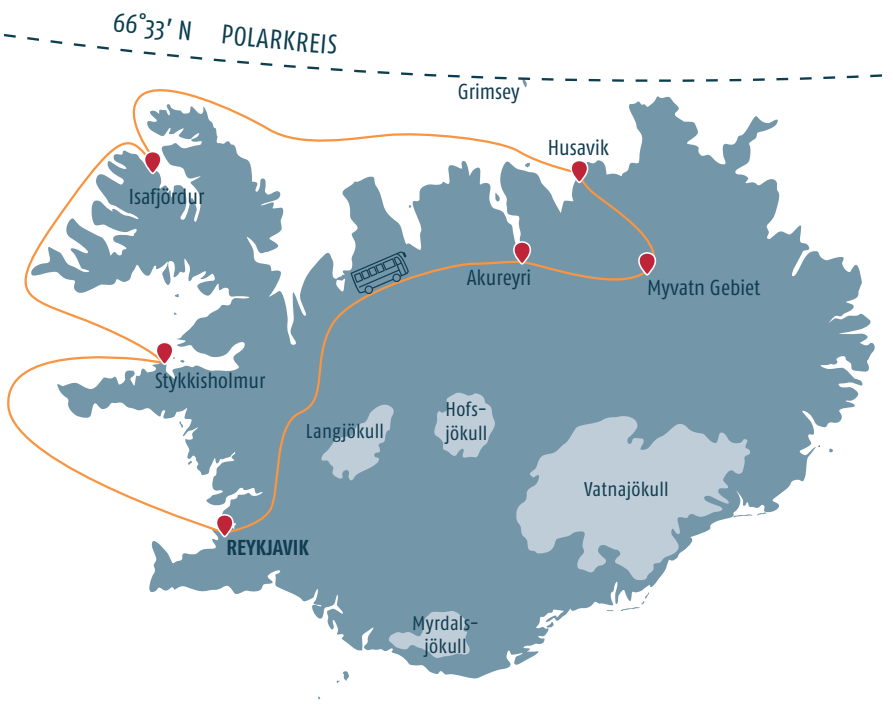 66°33' N POLARKREIS
Grimsey
Husavik
Isafjördur
Akureyri
Myvatn Gebiet
Stykkisholmur
Langjökull
Hofs-
jökull
Vatnajökull
REYKJAVIK
Myrdals-
jökull